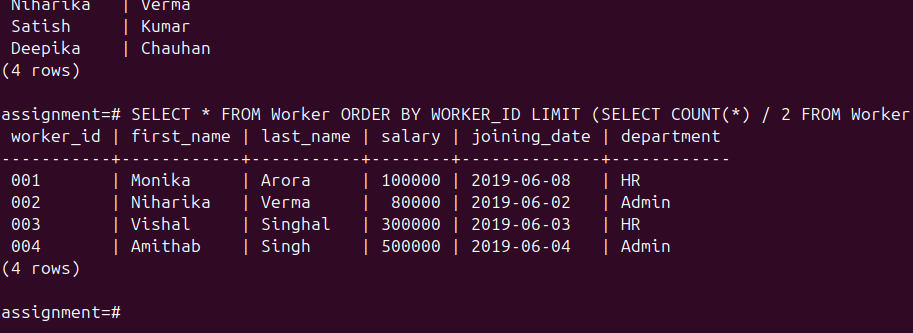 Niharika | Verma
Satish | Kumar
Deepika | Chauhan
(4 rows)
assignment=# SELECT * FROM Worker ORDER BY WORKER_ID LIMIT (SELECT COUNT(*) / 2 FROM Worker
worker_id | first_name | last_name | salary | joining_date | department
-----------+------------+-----------+--------+--------------+------------
001 | Monika | Arora | 100000 | 2019-06-08 | HR
002 | Niharika | Verma | 80000 | 2019-06-02 | Admin
003 | Vishal | Singhal | 300000 | 2019-06-03 | HR
004 | Amithab | Singh | 500000 | 2019-06-04 | Admin
(4 rows)
assignment=#